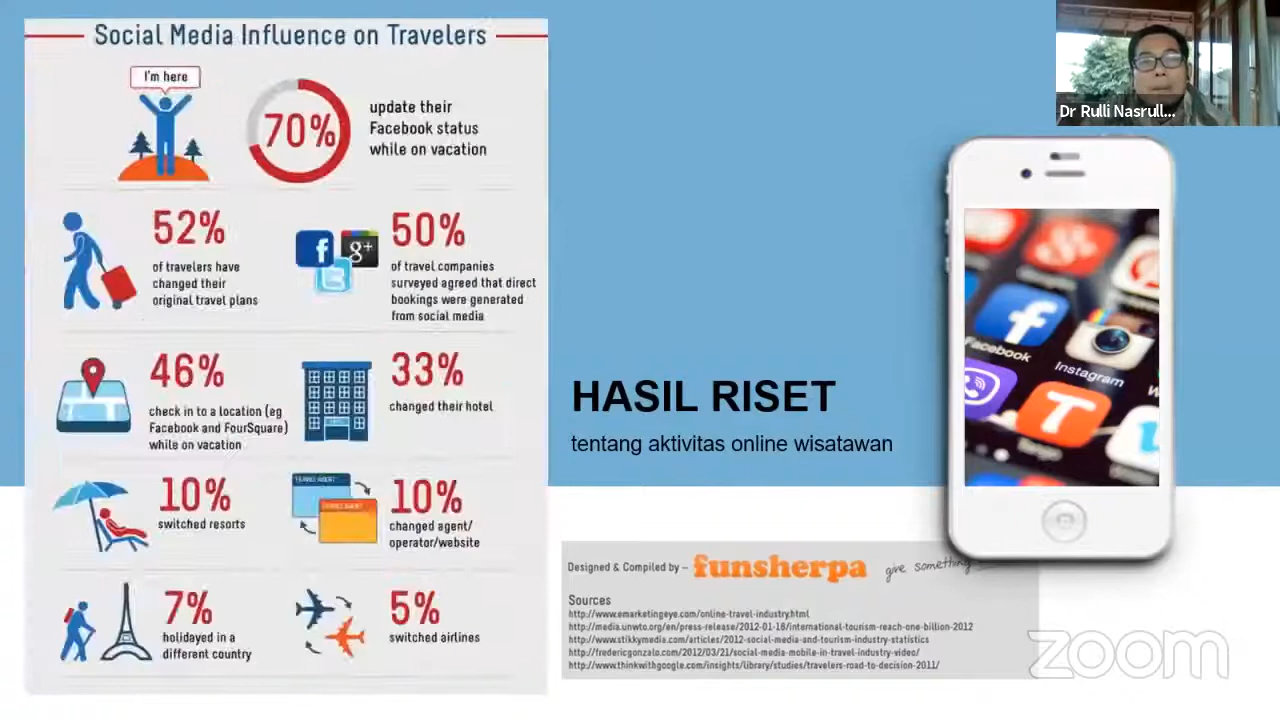 Social Media Influence on Travelers
I'm here
70%
update their
Facebook status
while on vacation
52%
of travelers have
changed their
original travel plans
50%
of travel companies
surveyed agreed that direct
bookings were generated
from social media
46%
check in to a location (eg
Facebook and FourSquare)
while on vacation
33%
changed their hotel
10%
switched resorts
10%
changed agent/
operator/website
7%
holidayed in a
different country
5%
switched airlines
Dr Rulli Nasrull...
HASIL RISET
tentang aktivitas online wisatawan
Facebook
Instagram
Designed & Compiled by – funsherpa give something
Sources
http://www.emarketingeye.com/online-travel-industry.html
http://media.unwto.org/en/press-release/2012-01-16/international-tourism-reach-one-billion-2012
http://www.stikkymedia.com/articles/2012-social-media-and-tourism-industry-statistics
http://fredericgonzalo.com/2012/03/21/social-media-mobile-in-travel-industry-video/
http://www.thinkwithgoogle.com/insights/library/studies/travelers-road-to-decision-2011/
zoom